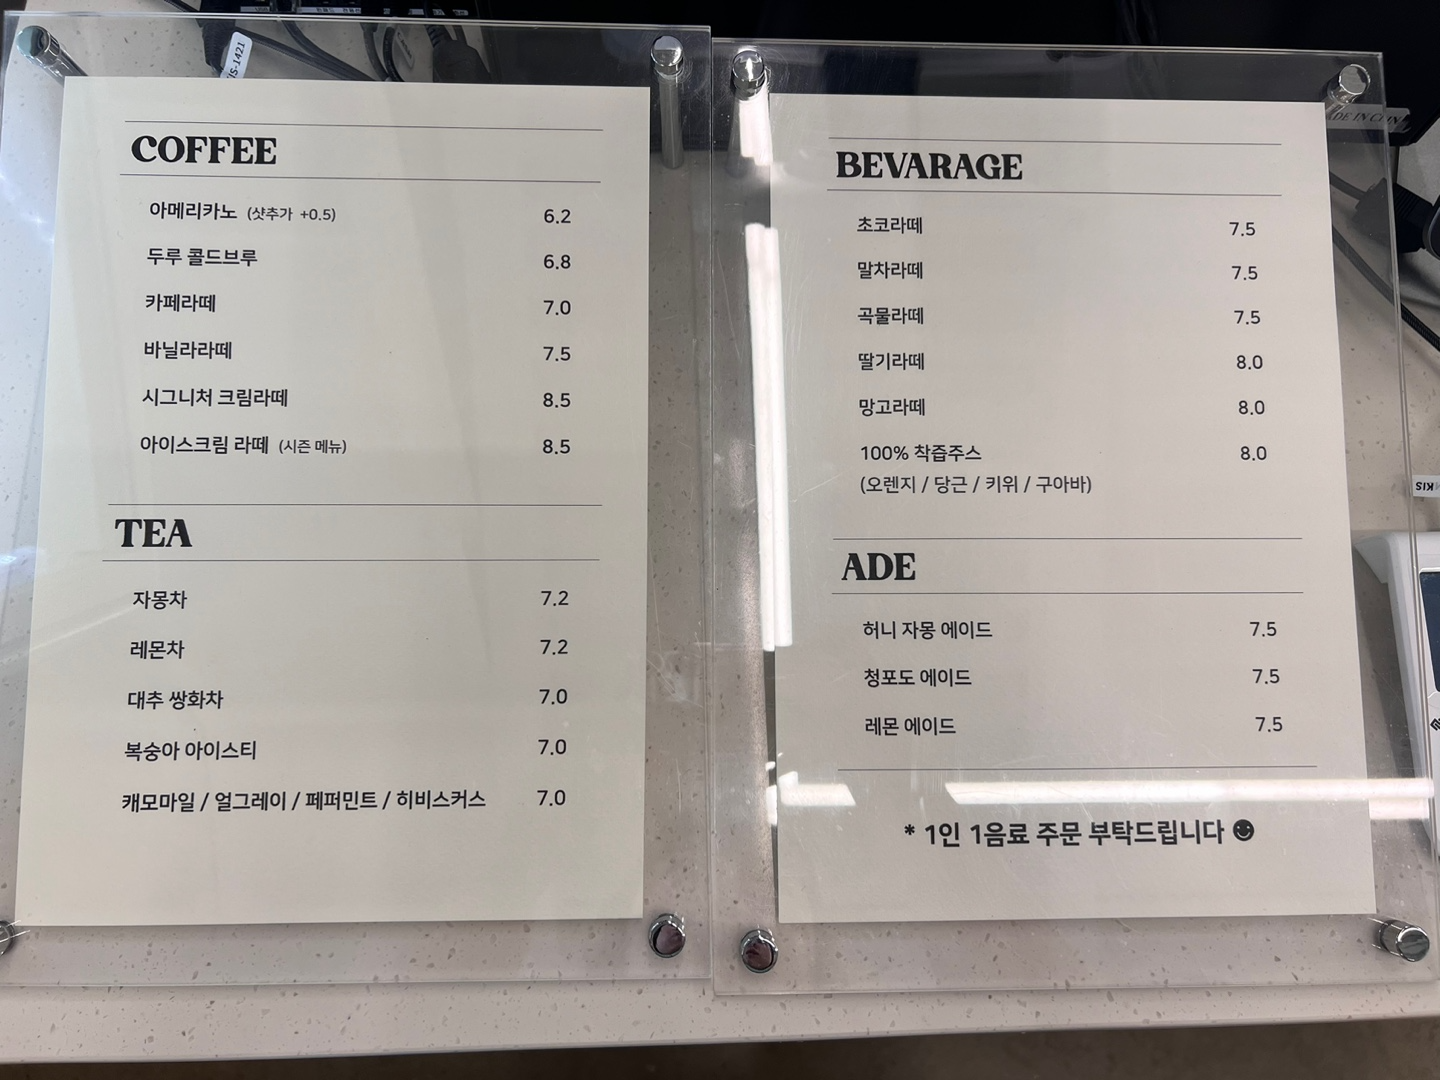 IS-1421
COFFEE
아메리카노 (샷추가 +0.5) 6.2
두루 콜드브루 6.8
카페라떼 7.0
바닐라라떼 7.5
시그니처 크림라떼 8.5
아이스크림 라떼 (시즌 메뉴) 8.5
TEA
자몽차 7.2
레몬차 7.2
대추 쌍화차 7.0
복숭아 아이스티 7.0
캐모마일 / 얼그레이 / 페퍼민트 / 히비스커스 7.0
BEVARAGE
초코라떼 7.5
말차라떼 7.5
곡물라떼 7.5
딸기라떼 8.0
망고라떼 8.0
100% 착즙주스 8.0
(오렌지 / 당근 / 키위 / 구아바)
ADE
허니 자몽 에이드 7.5
청포도 에이드 7.5
레몬 에이드 7.5
* 1인 1음료 주문 부탁드립니다 ☻